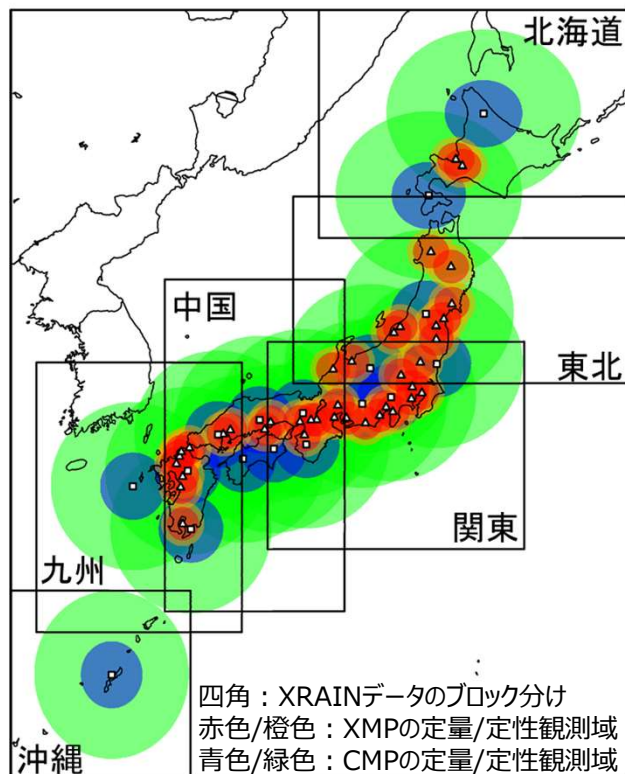 北海道
中国
東北
関東
九州
四角：XRAINデータのブロック分け
赤色/橙色：XMPの定量/定性観測域
青色/緑色：CMPの定量/定性観測域
沖縄